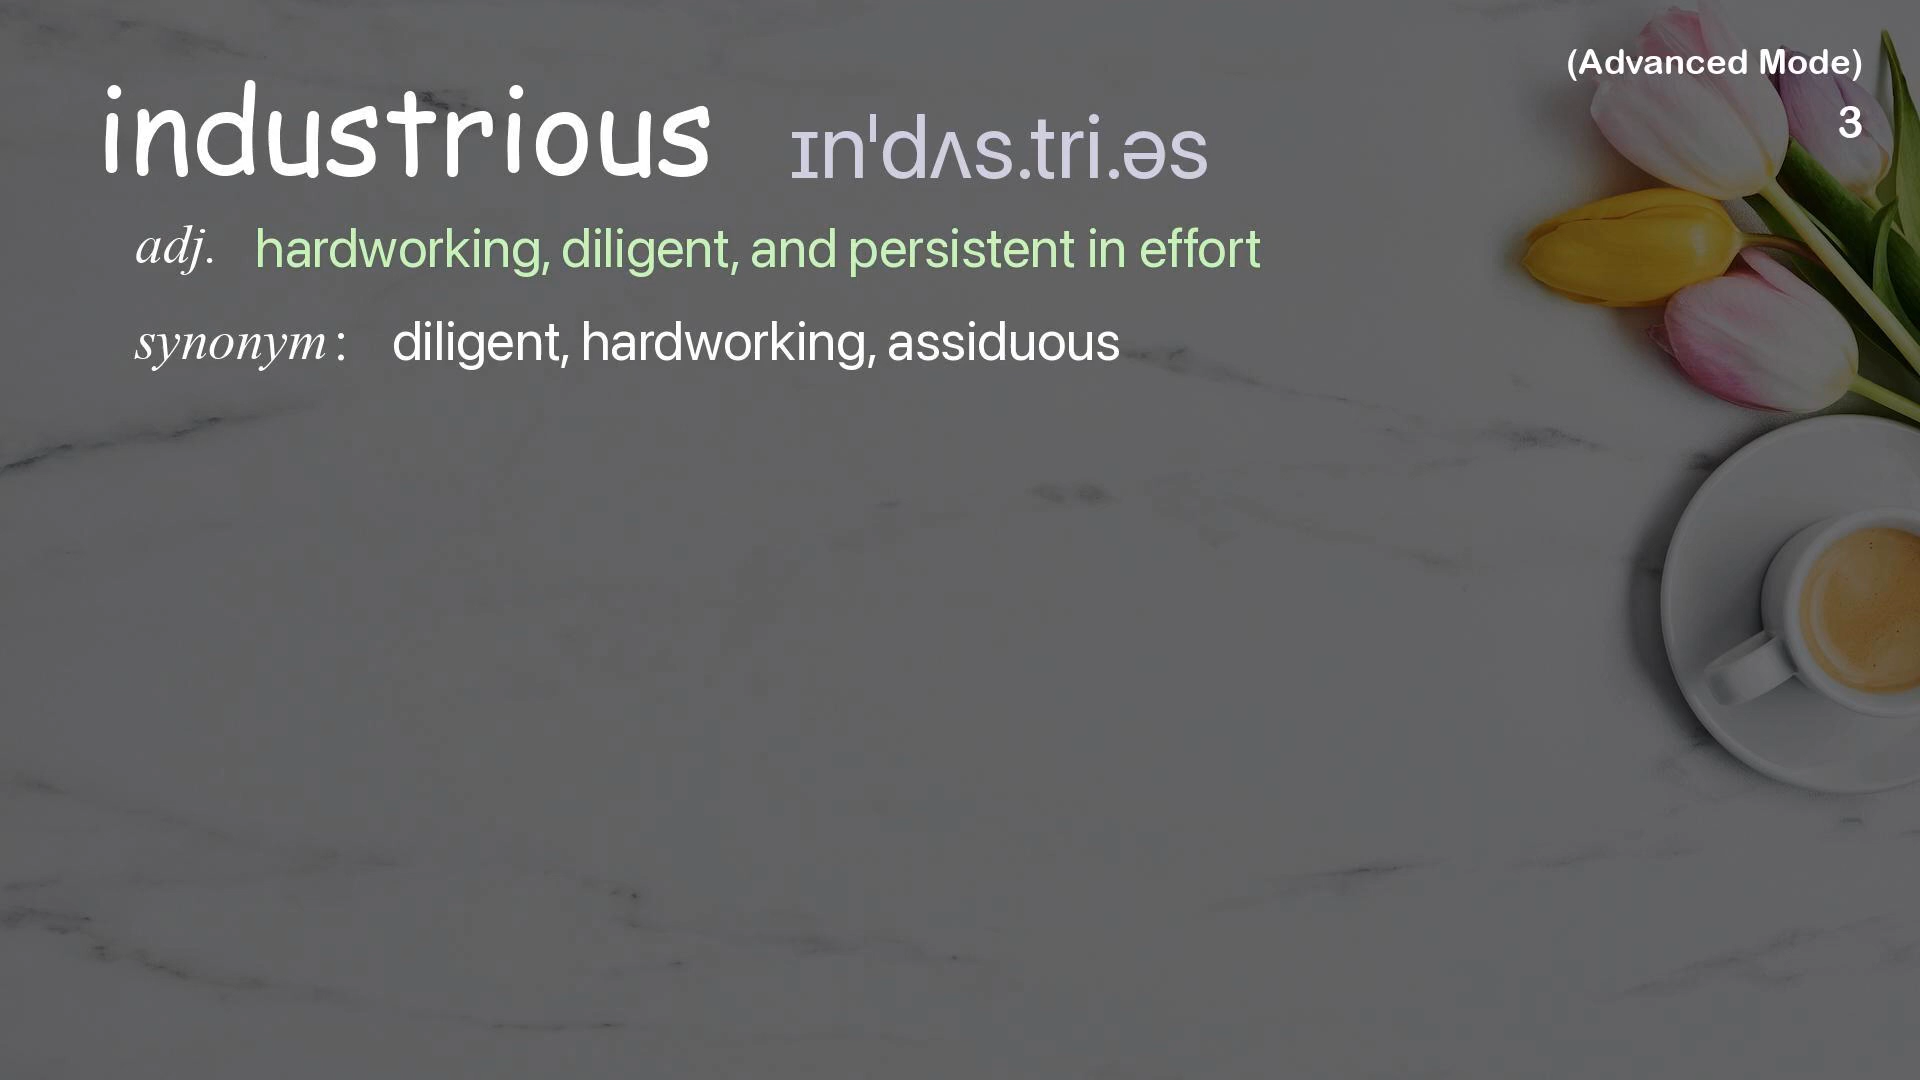 (Advanced Mode)
3
industrious ɪnˈdʌs.tri.əs
adj. hardworking, diligent, and persistent in effort
synonym: diligent, hardworking, assiduous